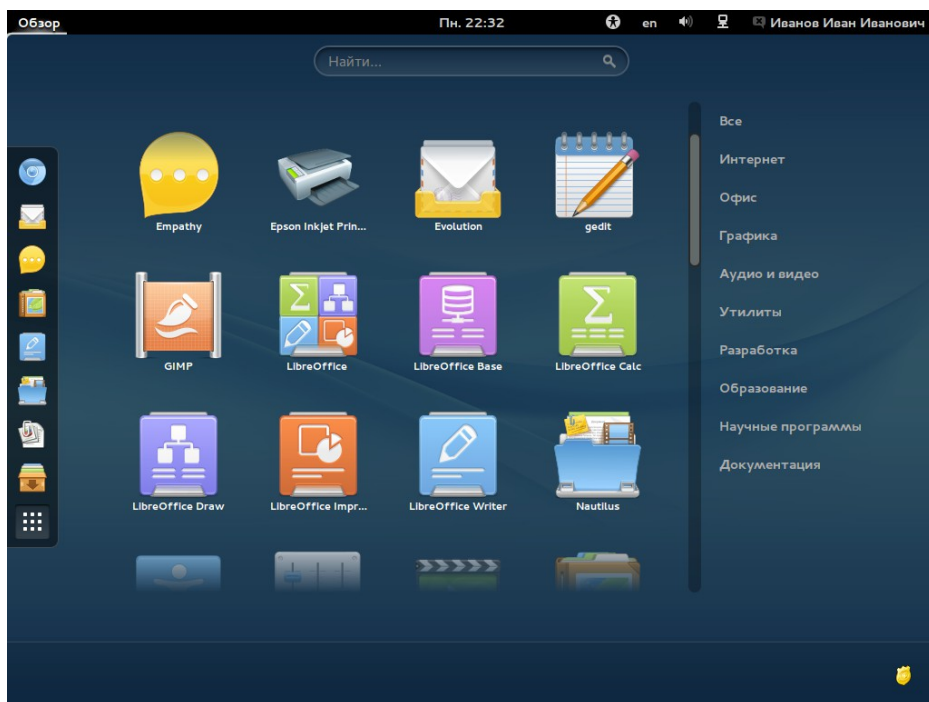 Обзор
Пн. 22:32
en
Иванов Иван Иванович
Найти...
Empathy
Epson Inkjet Prin...
Evolution
gedit
GIMP
LibreOffice
LibreOffice Base
LibreOffice Calc
LibreOffice Draw
LibreOffice Impr...
LibreOffice Writer
Nautilus
Все
Интернет
Офис
Графика
Аудио и видео
Утилиты
Разработка
Образование
Научные программы
Документация